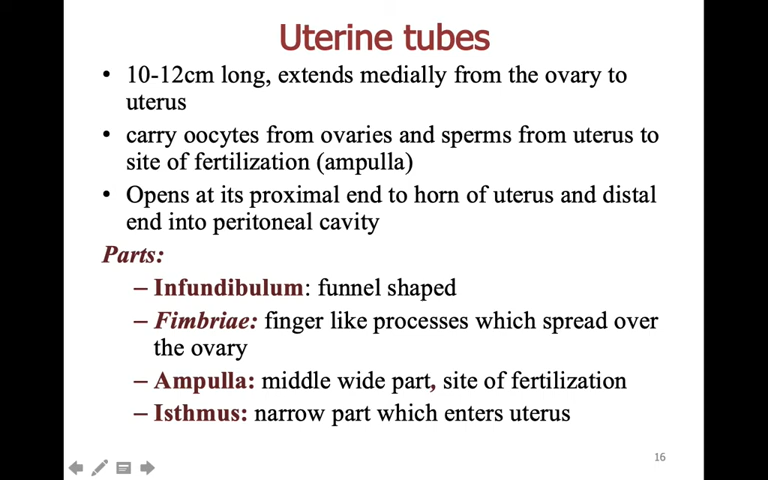 Uterine tubes
• 10-12cm long, extends medially from the ovary to
uterus
• carry oocytes from ovaries and sperms from uterus to
site of fertilization (ampulla)
• Opens at its proximal end to horn of uterus and distal
end into peritoneal cavity
Parts:
– Infundibulum: funnel shaped
– Fimbriae: finger like processes which spread over
the ovary
– Ampulla: middle wide part, site of fertilization
– Isthmus: narrow part which enters uterus
16